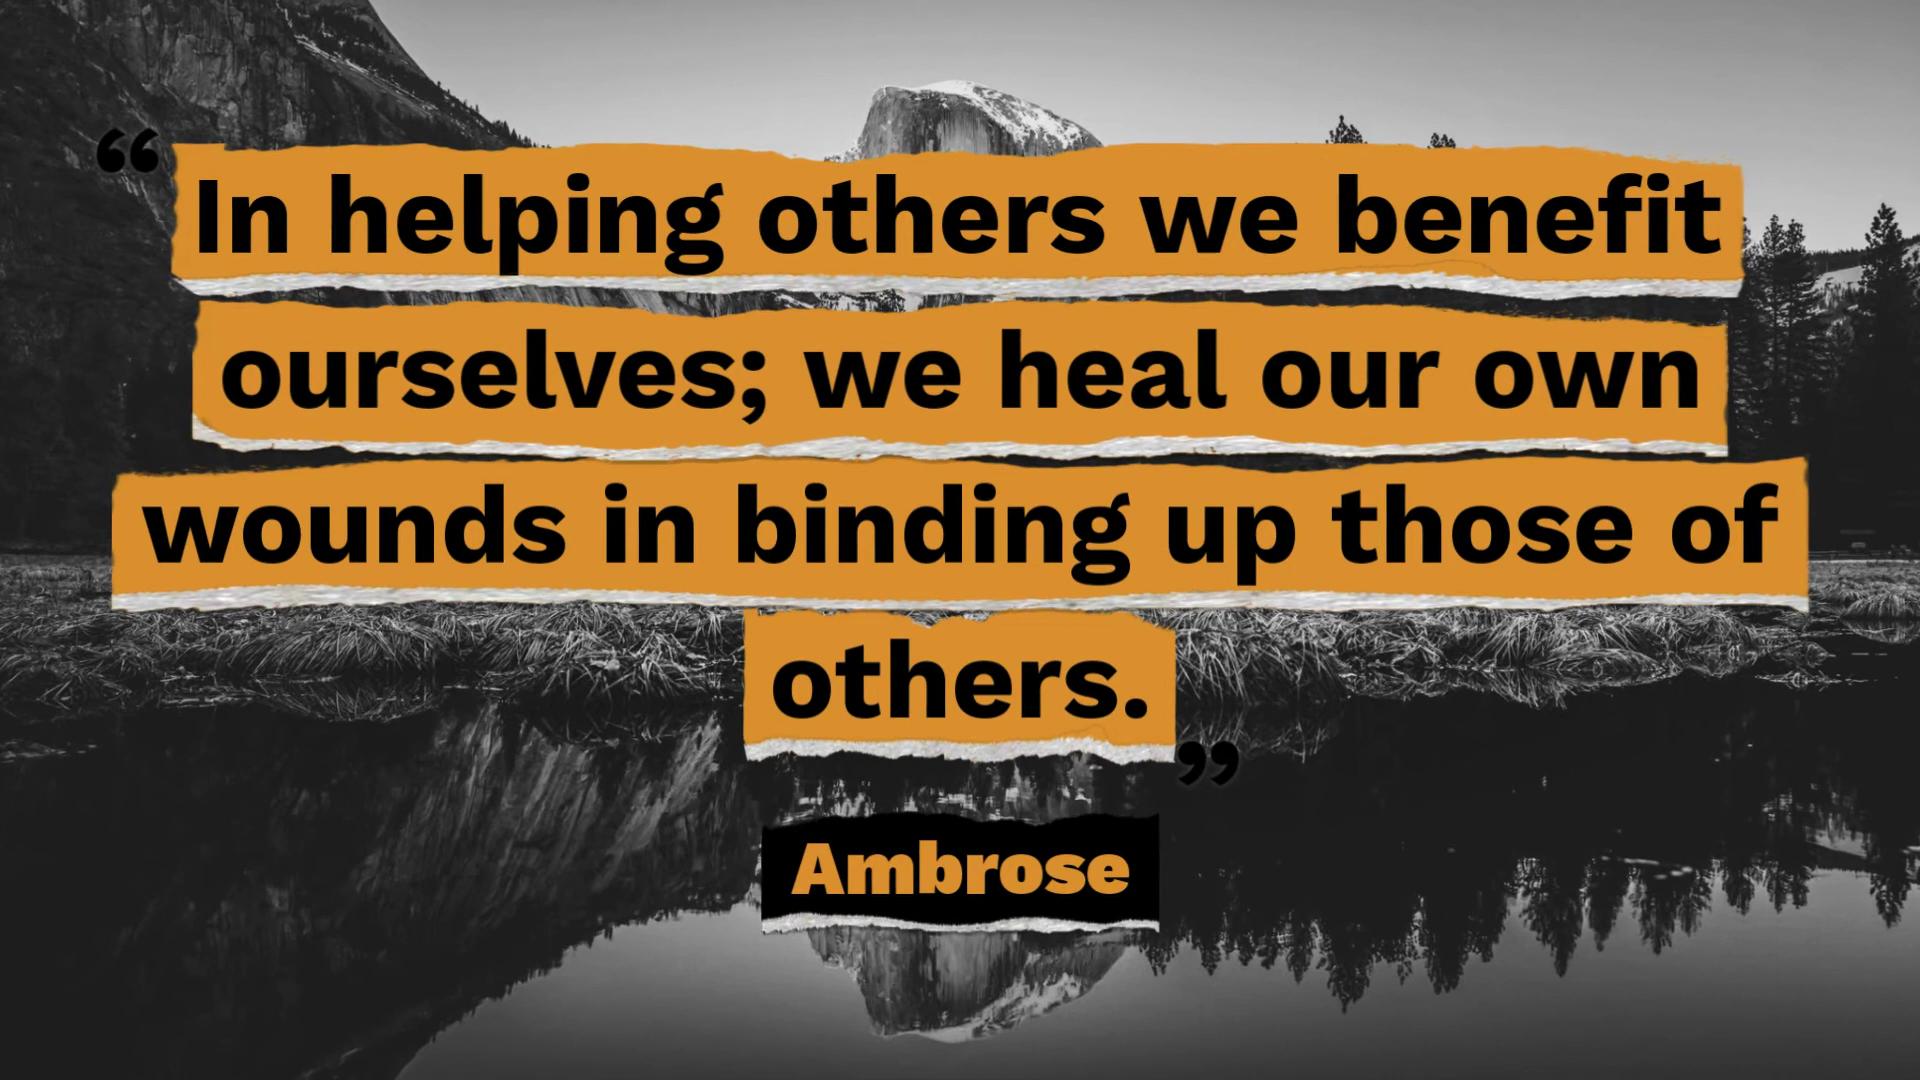 “In helping others we benefit
ourselves; we heal our own
wounds in binding up those of
others.”
Ambrose